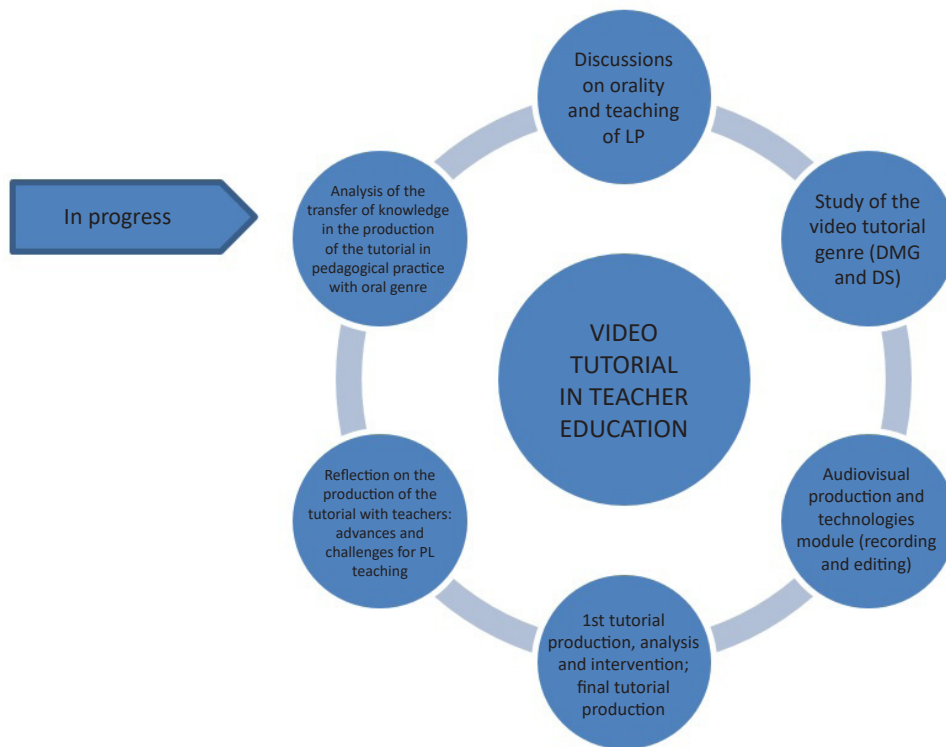 Discussions
on orality
and teaching
of LP
In progress
Analysis of the
transfer of knowledge
in the production
of the tutorial in
pedagogical practice
with oral genre
Study of the
video tutorial
genre (DMG
and DS)
VIDEO
TUTORIAL
IN TEACHER
EDUCATION
Reflection on the
production of the
tutorial with teachers:
advances and
challenges for PL
teaching
Audiovisual
production and
technologies
module (recording
and editing)
1st tutorial
production, analysis
and intervention;
final tutorial
production